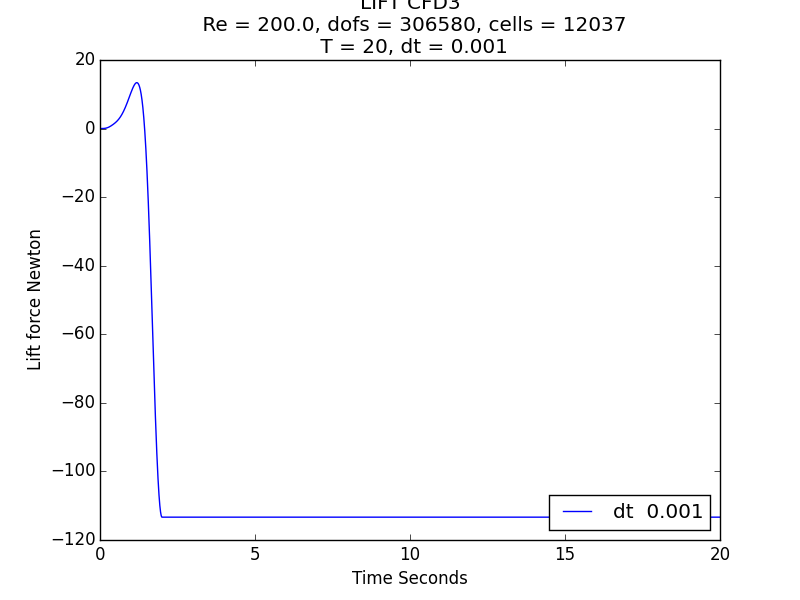 LIFT CFD3
Re = 200.0, dofs = 306580, cells = 12037
T = 20, dt = 0.001
20
0
−20
−40
−60
−80
−100
−120
Lift force Newton
dt 0.001
0
5
10
15
20
Time Seconds